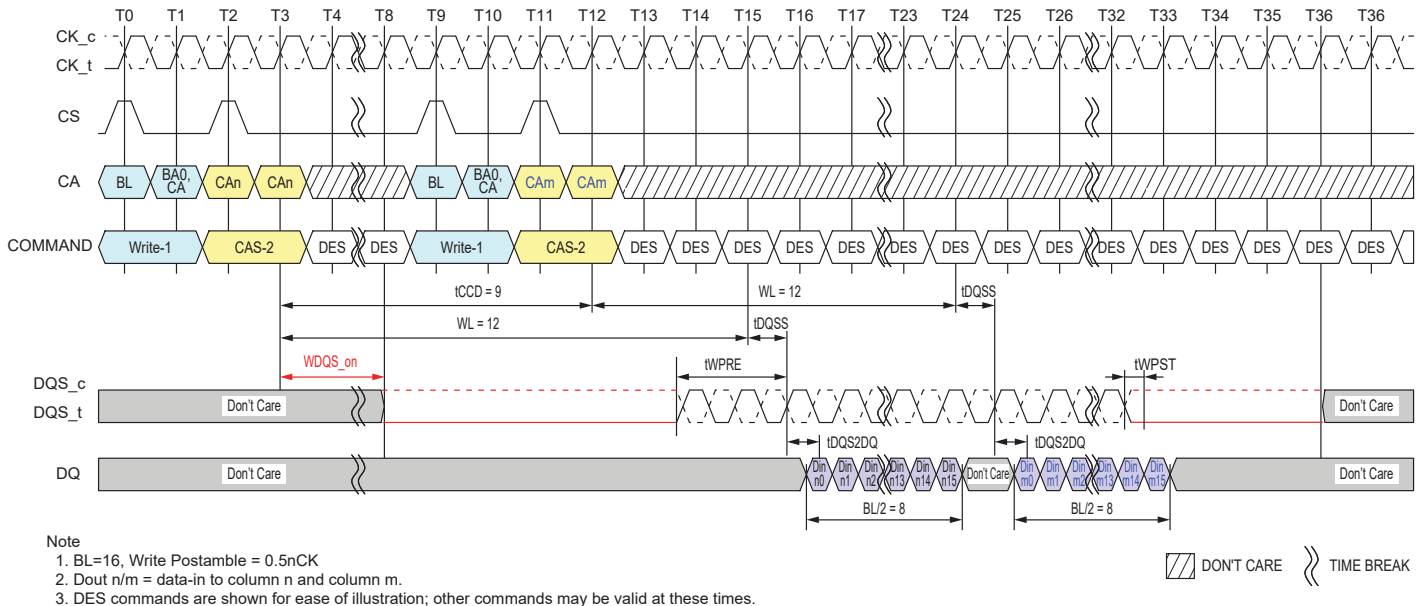 T0 T1 T2 T3 T4 T8 T9 T10 T11 T12 T13 T14 T15 T16 T17 T23 T24 T25 T26 T32 T33 T34 T35 T36 T36
CK_c
CK_t
CS
CA BL BA0, CA CAn CAn BL BA0, CA CAm CAm
COMMAND Write-1 CAS-2 DES DES Write-1 CAS-2 DES DES DES DES DES DES DES DES DES DES DES DES DES DES DES
tCCD = 9 WL = 12 tDQSS
WL = 12 tDQSS
WDQS_on tWPRE tWPST
DQS_c
DQS_t Don't Care Don't Care
tDQS2DQ tDQS2DQ
DQ Don't Care Din n0 Din n1 Din n2 Din n13 Din n14 Din n15 Don't Care Din m0 Din m1 Din m2 Din m13 Din m14 Din m15 Don't Care
BL/2 = 8 BL/2 = 8
Note
1. BL=16, Write Postamble = 0.5nCK
2. Dout n/m = data-in to column n and column m.
3. DES commands are shown for ease of illustration; other commands may be valid at these times.
DON'T CARE TIME BREAK